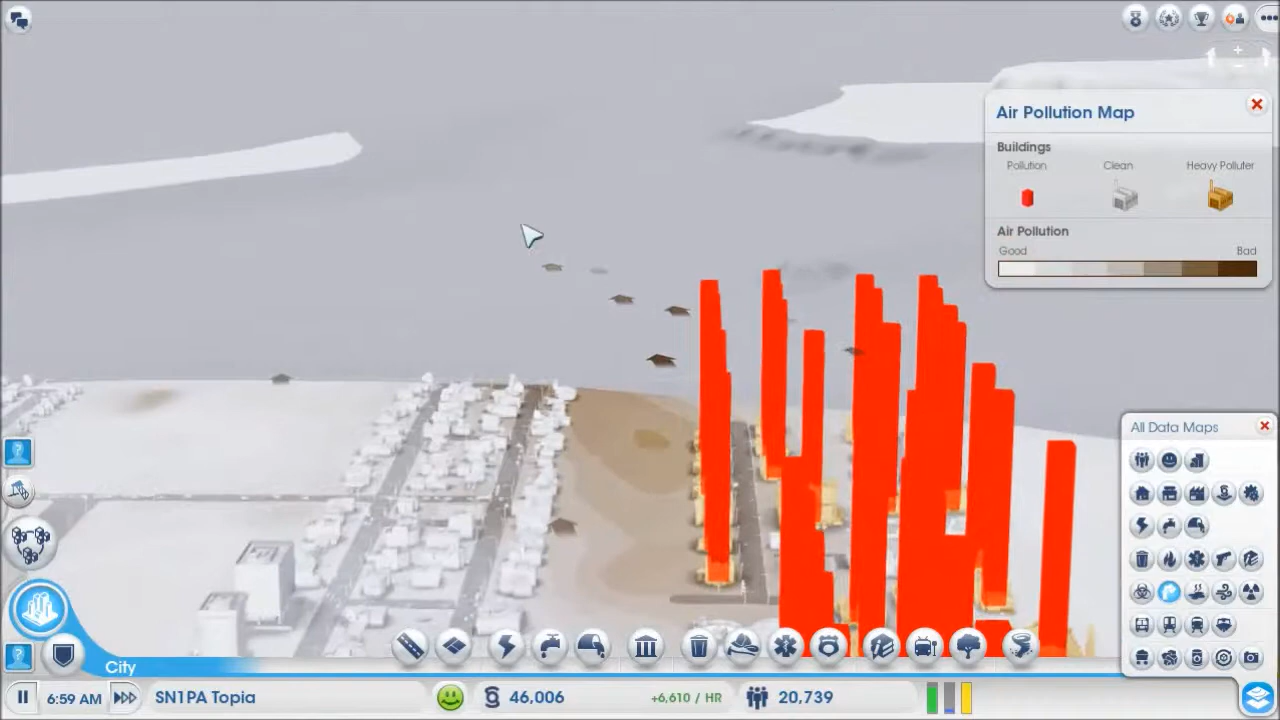 Air Pollution Map
Buildings
Pollution Clean Heavy Polluter
Air Pollution
Good Bad
All Data Maps
City
6:59 AM SN1PA Topia 46,006 +6,610 / HR 20,739